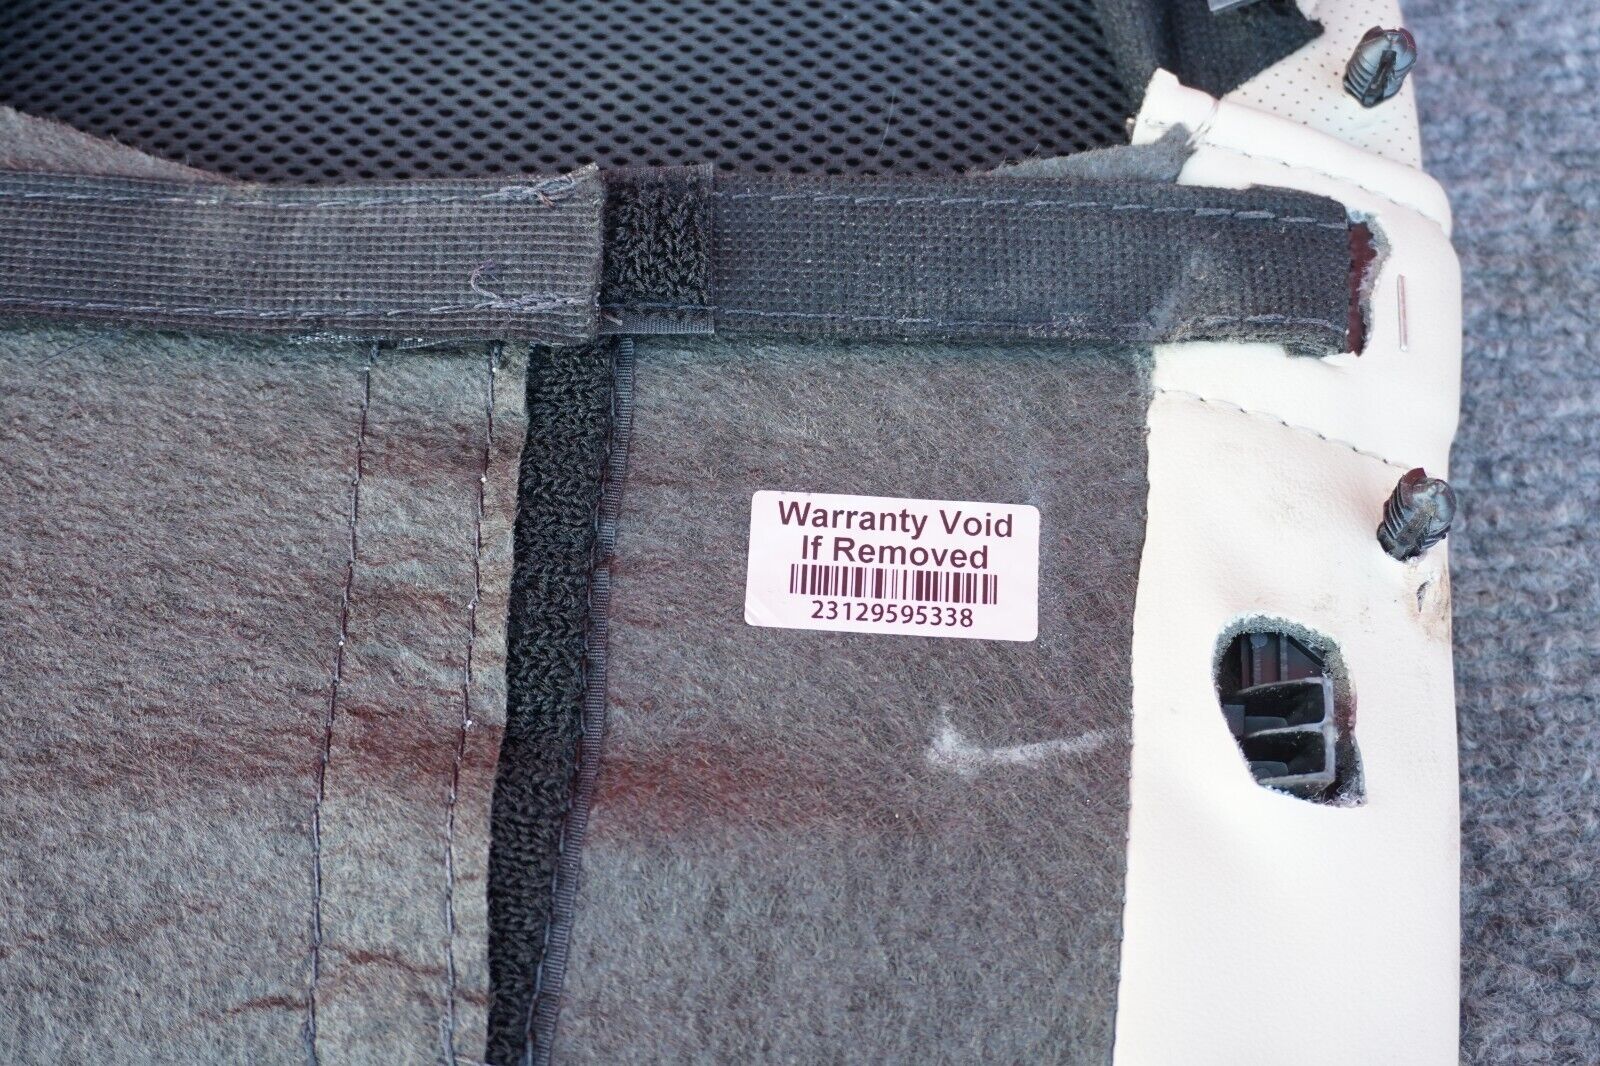 Warranty Void
If Removed
23129595338